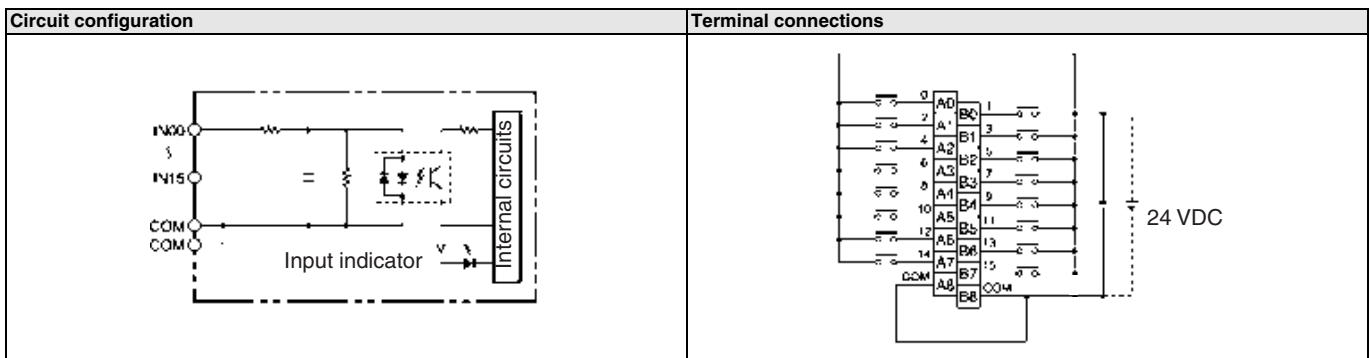 Circuit configuration
Terminal connections
IN00
IN15
COM
COM
Input indicator
Internal circuits
0
2
4
6
8
10
12
14
COM
A0
A1
A2
A3
A4
A5
A6
A7
A8
B0
B1
B2
B3
B4
B5
B6
B7
B8
1
3
5
7
9
11
13
15
COM
24 VDC